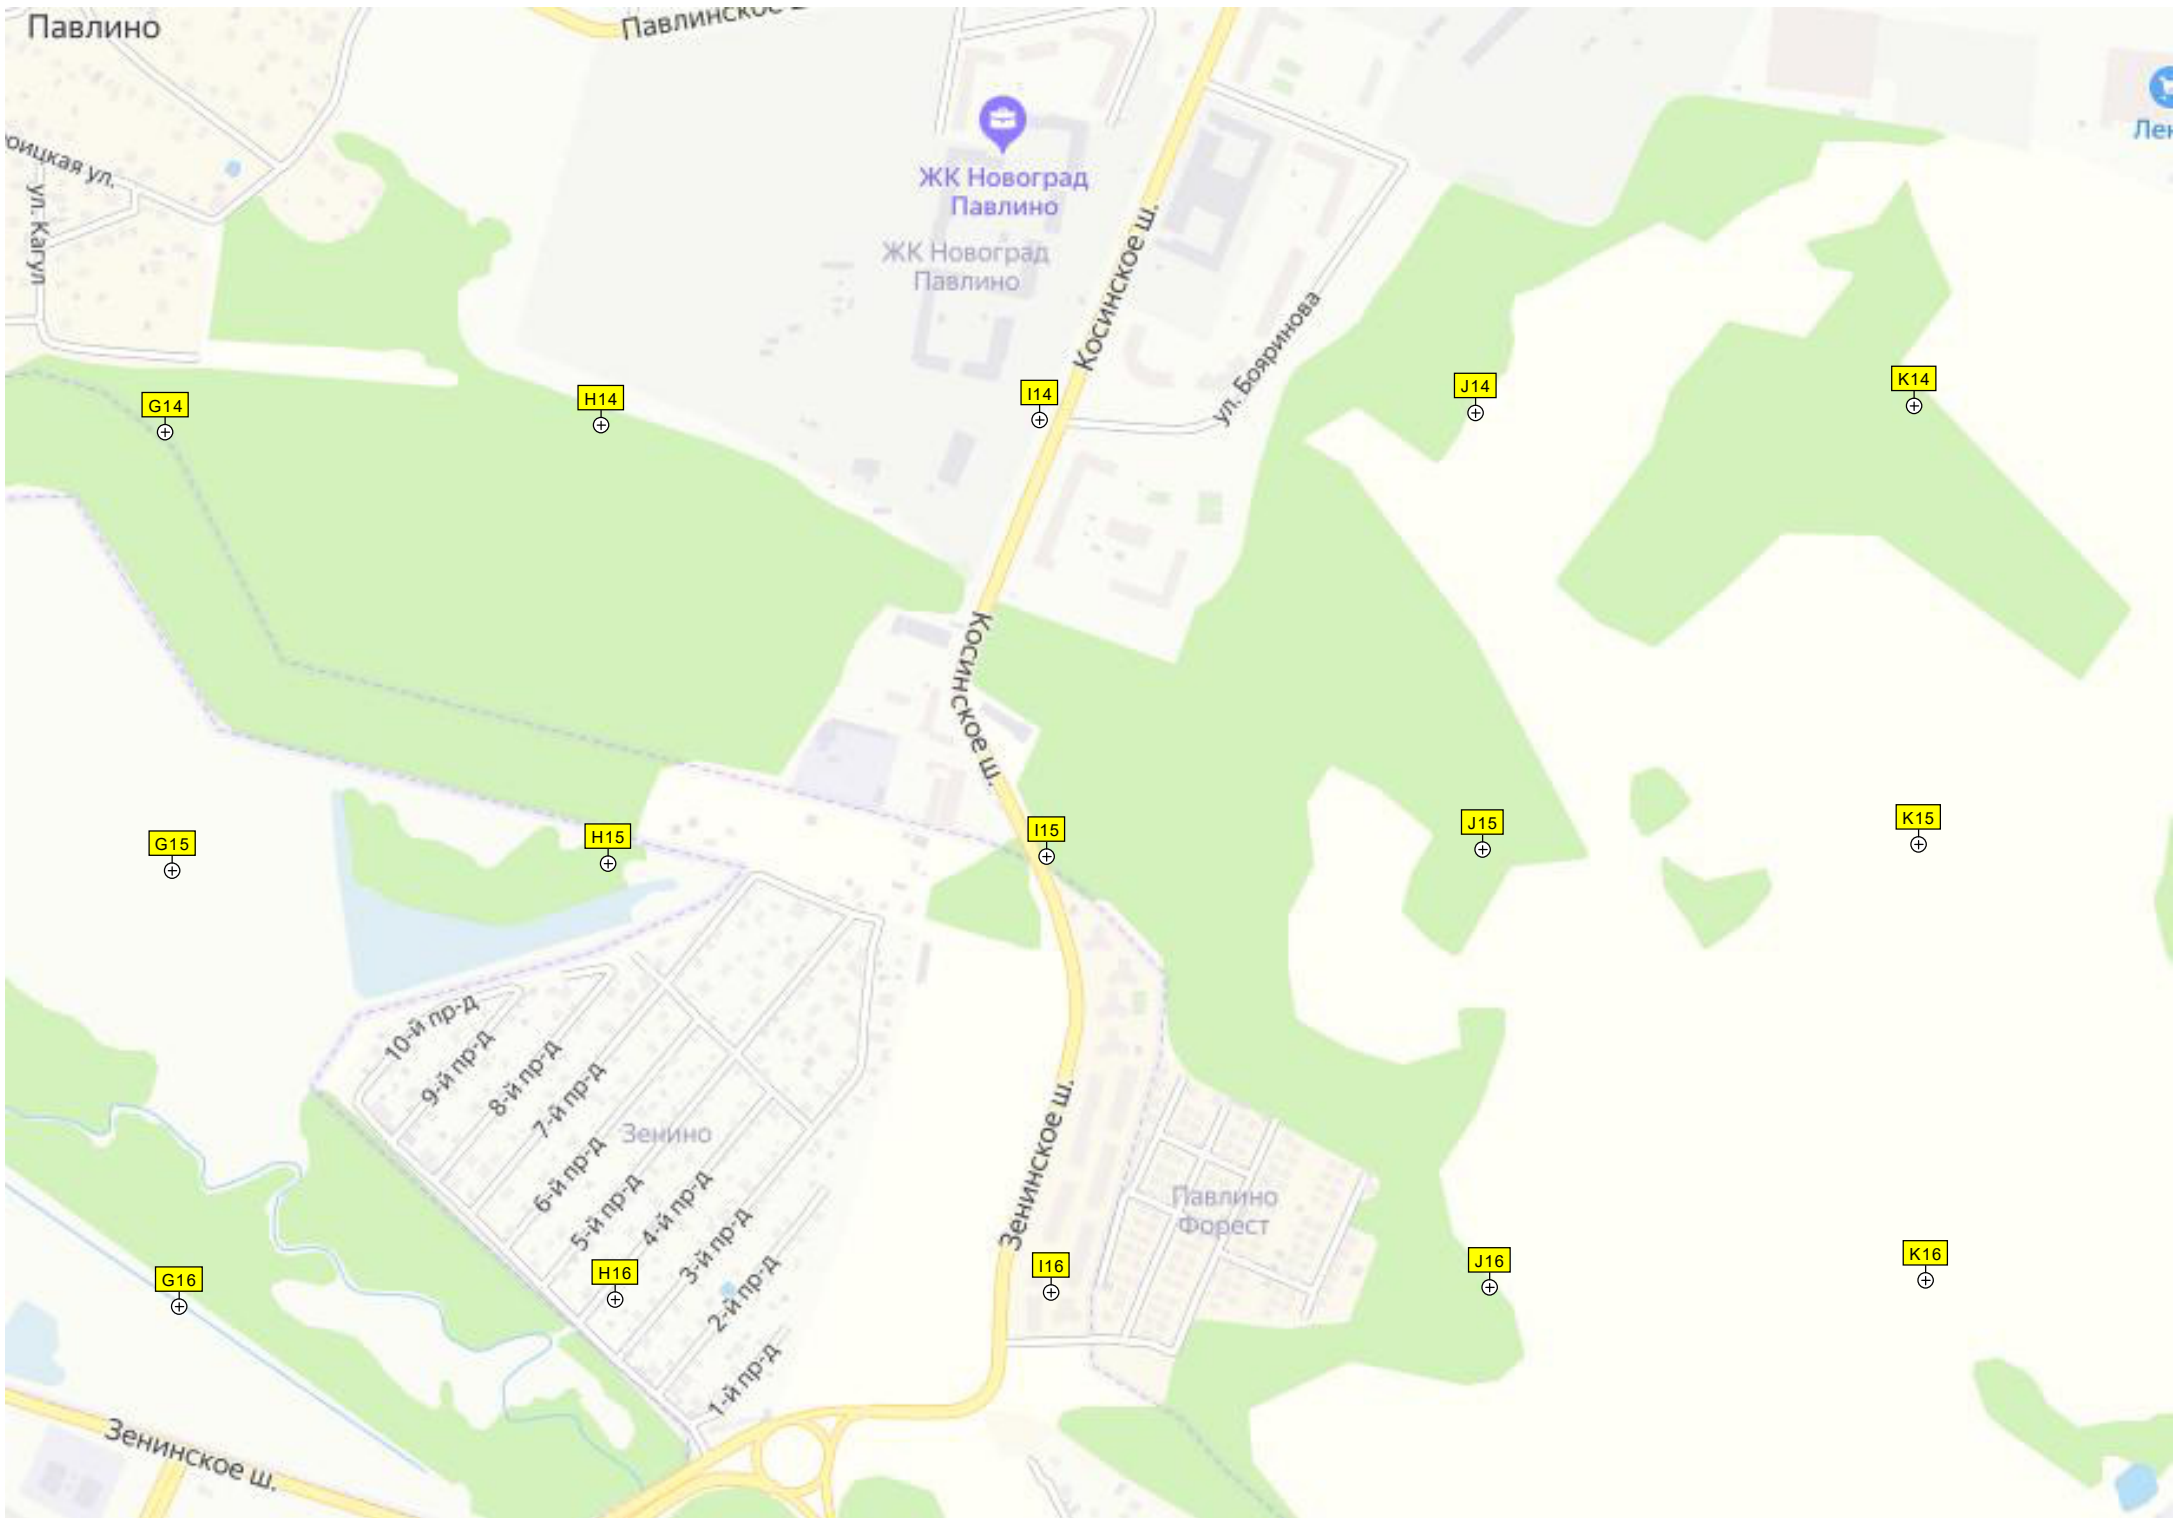 Павлино
Павлинское
ул.
ул. Кагул
ЖК Новоград
Павлино
ЖК Новоград
Павлино
Косинское ш.
ул. Бояринова
G14
H14
I14
J14
K14
Косинское ш.
G15
H15
I15
J15
K15
10-й пр-д
9-й пр-д
8-й пр-д
7-й пр-д
6-й пр-д
5-й пр-д
4-й пр-д
3-й пр-д
2-й пр-д
1-й пр-д
Зенино
Зенинское ш.
Павлино
Форест
G16
H16
I16
J16
K16
Зенинское ш.